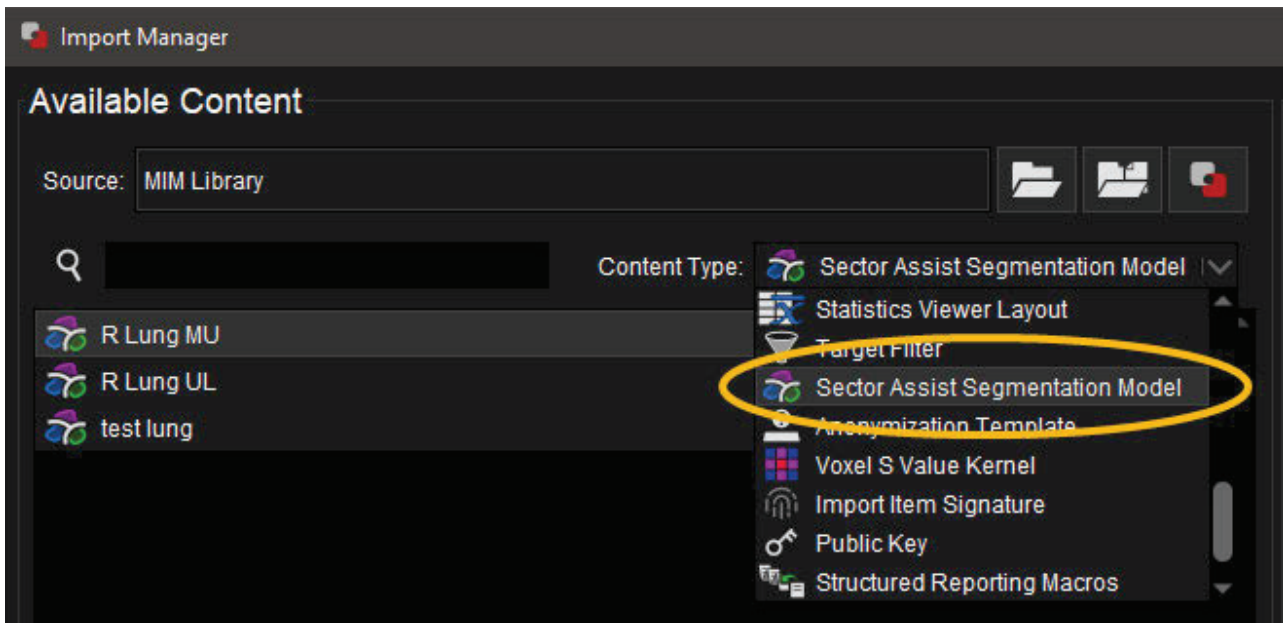 Import Manager
Available Content
Source: MIM Library
Content Type: Sector Assist Segmentation Model
R Lung MU
R Lung UL
test lung
Statistics Viewer Layout
Target Filter
Sector Assist Segmentation Model
Anonymization Template
Voxel S Value Kernel
Import Item Signature
Public Key
Structured Reporting Macros